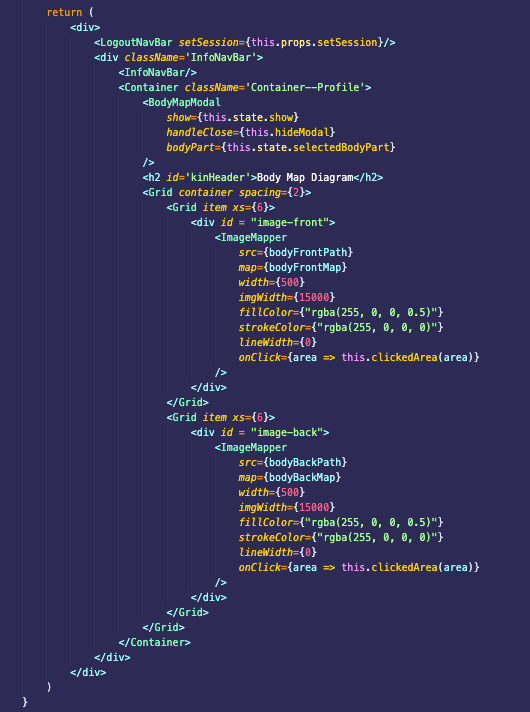 return (
<div>
<LogoutNavBar setSession={this.props.setSession}/>
<div className='InfoNavBar'>
<InfoNavBar/>
<Container className='Container--Profile'>
<BodyMapModal
show={this.state.show}
handleClose={this.hideModal}
bodyPart={this.state.selectedBodyPart}
/>
<h2 id='kinHeader'>Body Map Diagram</h2>
<Grid container spacing={2}>
<Grid item xs={6}>
<div id = "image-front">
<ImageMapper
src={bodyFrontPath}
map={bodyFrontMap}
width={500}
imgWidth={15000}
fillColor={"rgba(255, 0, 0, 0.5)"}
strokeColor={"rgba(255, 0, 0, 0)"}
lineWidth={0}
onClick={area => this.clickedArea(area)}
/>
</div>
</Grid>
<Grid item xs={6}>
<div id = "image-back">
<ImageMapper
src={bodyBackPath}
map={bodyBackMap}
width={500}
imgWidth={15000}
fillColor={"rgba(255, 0, 0, 0.5)"}
strokeColor={"rgba(255, 0, 0, 0)"}
lineWidth={0}
onClick={area => this.clickedArea(area)}
/>
</div>
</Grid>
</Grid>
</Container>
</div>
</div>
)
}